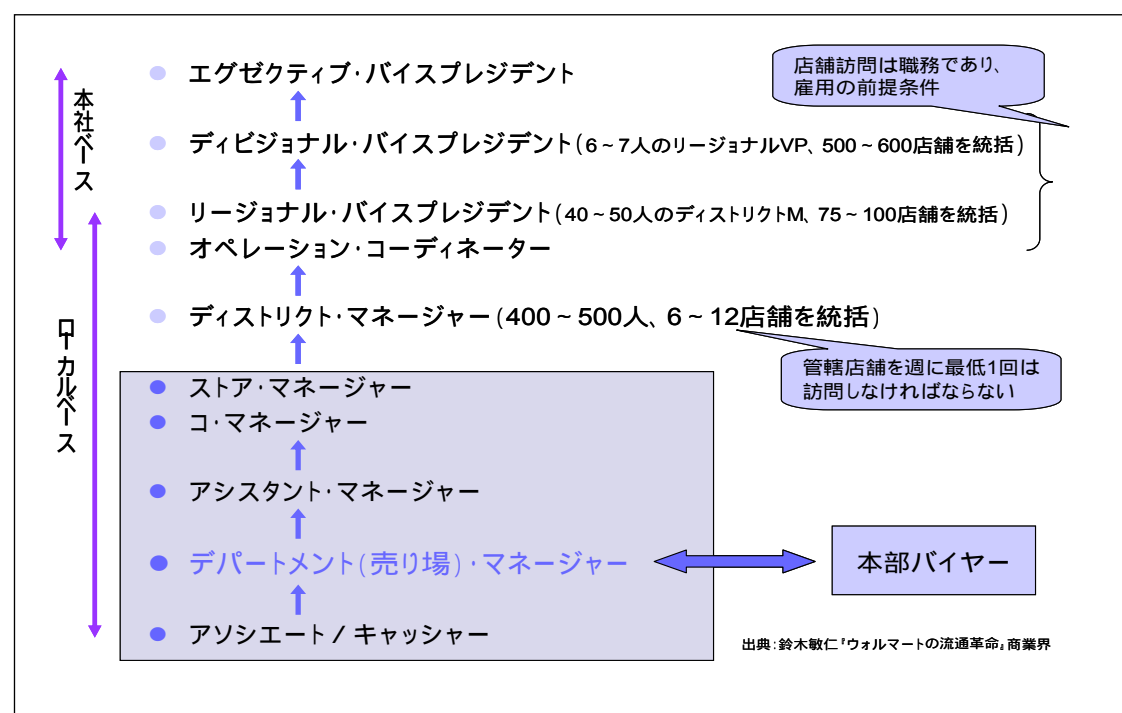 エグゼクティブ･バイスプレジデント
店舗訪問は職務であり、
雇用の前提条件
本社ベース
ディビジョナル･バイスプレジデント(6~7人のリージョナルVP、500~600店舗を統括)
リージョナル･バイスプレジデント(40~50人のディストリクトM、75~100店舗を統括)
オペレーション･コーディネーター
ディストリクト･マネージャー(400~500人、6~12店舗を統括)
ローカルベース
管轄店舗を週に最低1回は
訪問しなければならない
ストア･マネージャー
コ･マネージャー
アシスタント･マネージャー
デパートメント(売り場)･マネージャー
本部バイヤー
アソシエート / キャッシャー
出典:鈴木敏仁『ウォルマートの流通革命』商業界